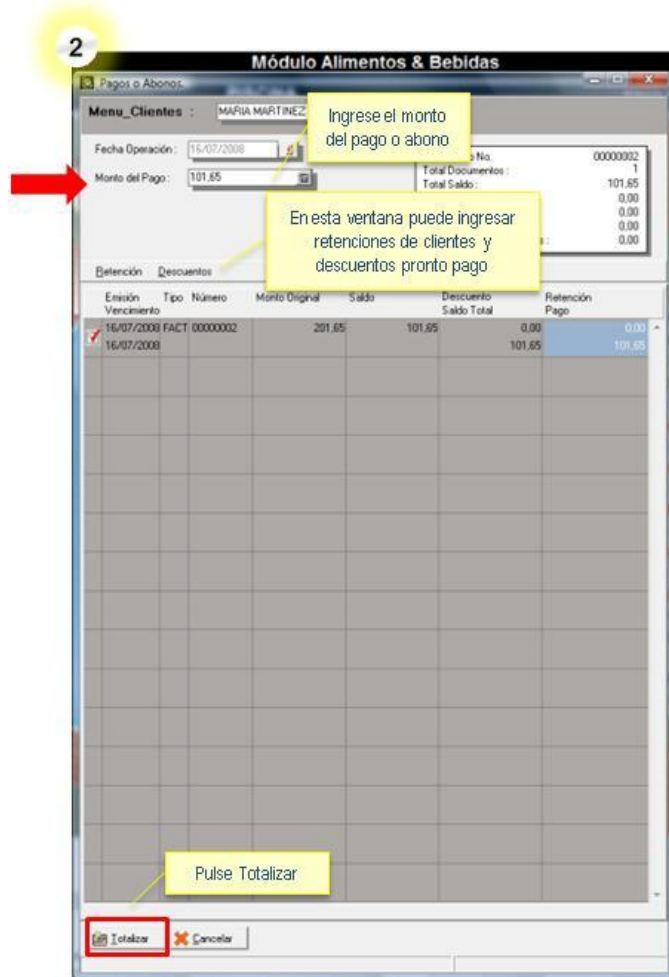 2
Módulo Alimentos & Bebidas
Pagos o Abonos.
Menu_Clientes : MARIA MARTINEZ
Ingrese el monto
del pago o abono
Fecha Operación : 16/07/2008
Monto del Pago : 101,65
No. 00000002
Total Documentos : 1
Total Saldo : 101,65
0,00
0,00
0,00
: 0,00
En esta ventana puede ingresar
retenciones de clientes y
descuentos pronto pago
Retención Descuentos
Emisión Tipo Número Monto Original Saldo Descuento Retención
Vencimiento Saldo Total Pago
16/07/2008 FACT 00000002 201,65 101,65 0,00 0,00
16/07/2008 101,65 101,65
Pulse Totalizar
Totalizar Cancelar